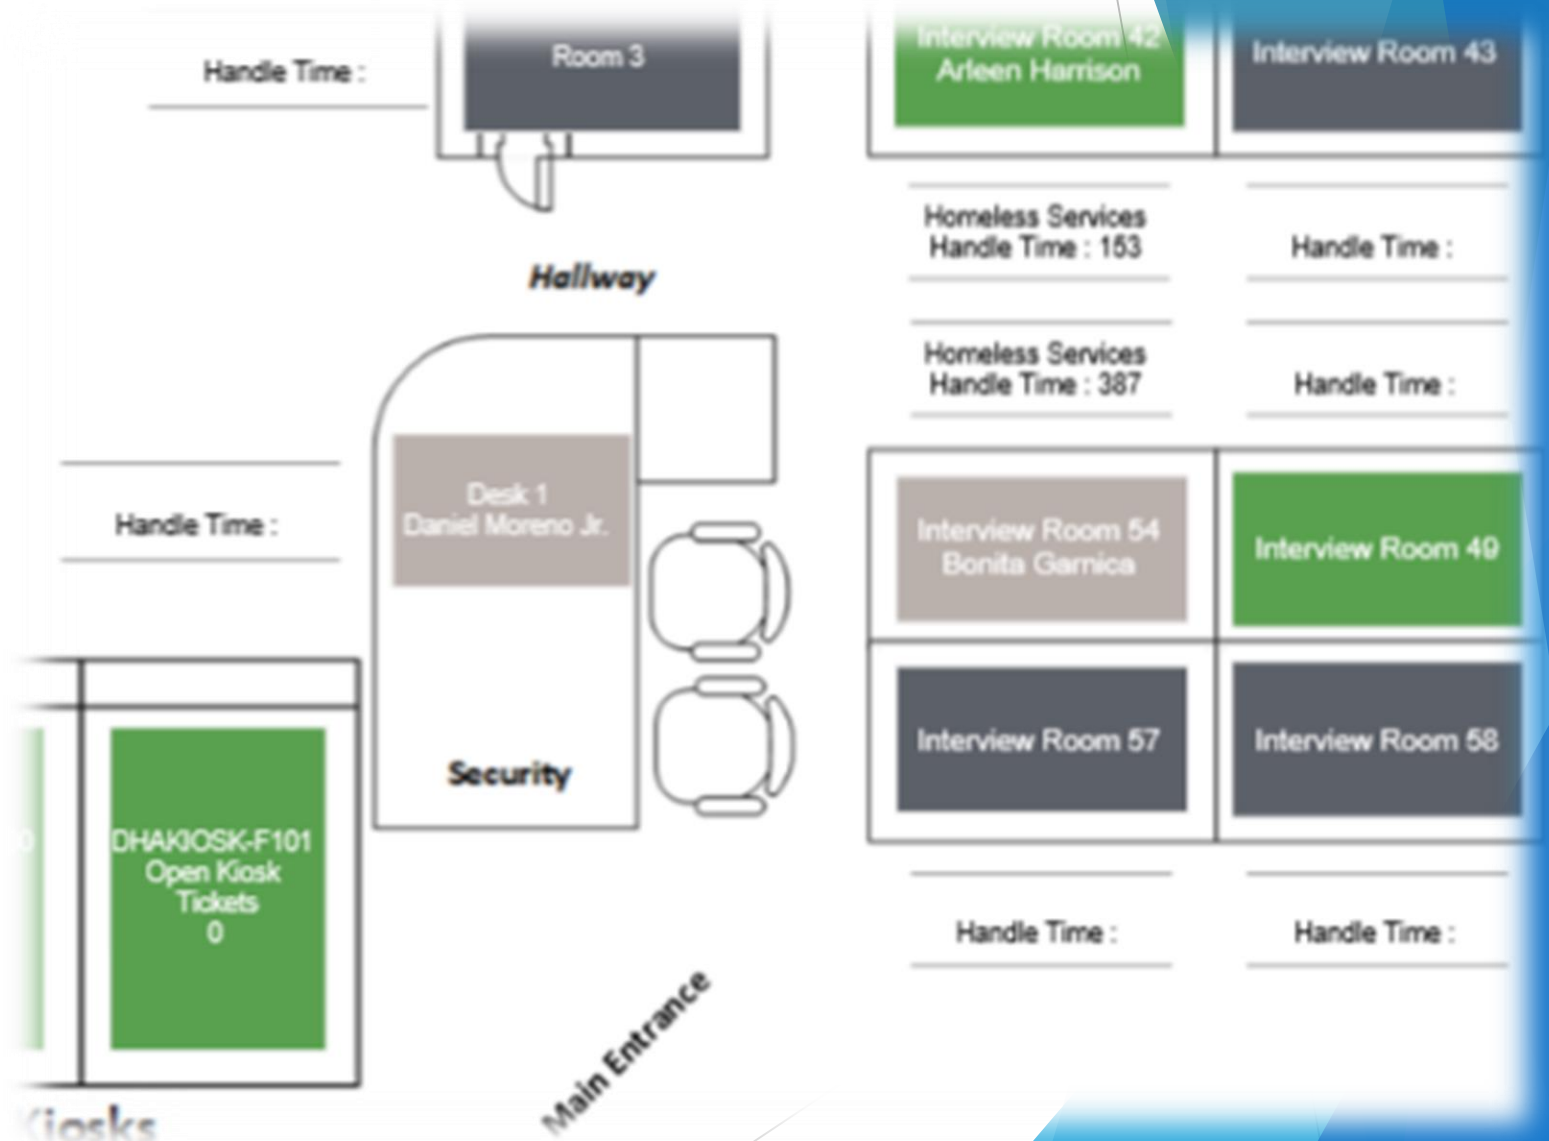 Handle Time :
Room 3
Interview Room 42
Arleen Harrison
Interview Room 43
Homeless Services
Handle Time : 153
Handle Time :
Hallway
Homeless Services
Handle Time : 387
Handle Time :
Handle Time :
Desk 1
Daniel Moreno Jr.
Interview Room 54
Bonita Garnica
Interview Room 49
Security
Interview Room 57
Interview Room 58
DHAKIOSK-F101
Open Kiosk
Tickets
0
Handle Time :
Handle Time :
Main Entrance
Kiosks